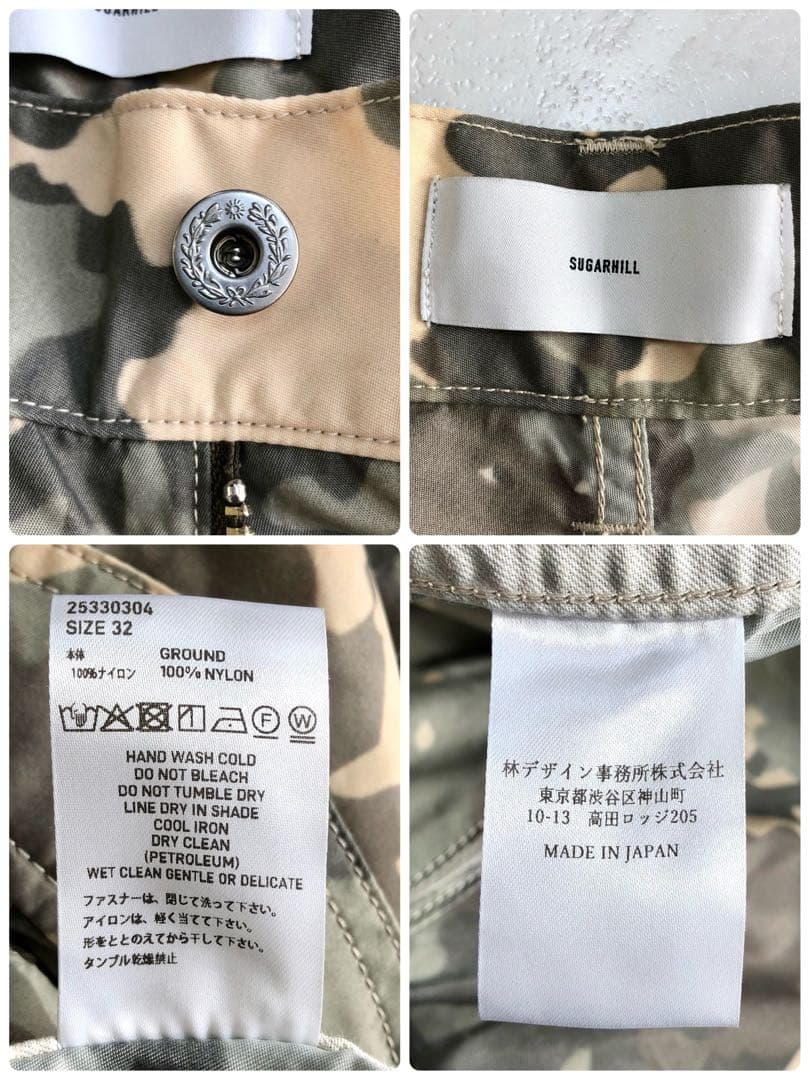 SUGARHILL
SUGARHILL
25330304
SIZE 32
本体 GROUND
100%ナイロン 100% NYLON
F W
HAND WASH COLD
DO NOT BLEACH
DO NOT TUMBLE DRY
LINE DRY IN SHADE
COOL IRON
DRY CLEAN
(PETROLEUM)
WET CLEAN GENTLE OR DELICATE
ファスナーは、閉じて洗って下さい。
アイロンは、軽く当てて下さい。
形をととのえてから干して下さい。
タンブル乾燥禁止
林デザイン事務所株式会社
東京都渋谷区神山町
10-13 高田ロッジ205
MADE IN JAPAN